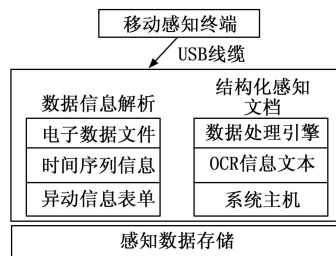 移动感知终端
USB线缆
数据信息解析
电子数据文件
时间序列信息
异动信息表单
结构化感知
文档
数据处理引擎
OCR信息文本
系统主机
感知数据存储